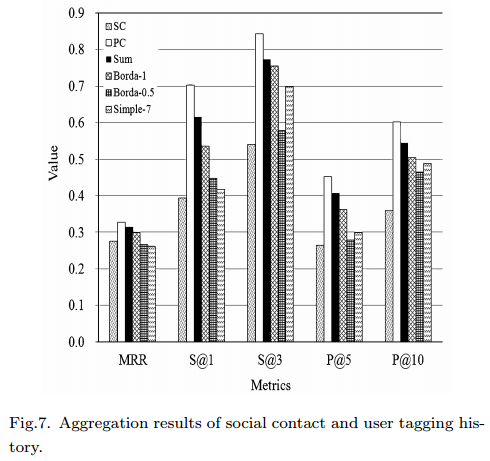 0.9
0.8
0.7
0.6
0.5
0.4
0.3
0.2
0.1
0.0
Value
SC
PC
Sum
Borda-1
Borda-0.5
Simple-7
MRR S@1 S@3 P@5 P@10
Metrics
Fig.7. Aggregation results of social contact and user tagging his-
tory.